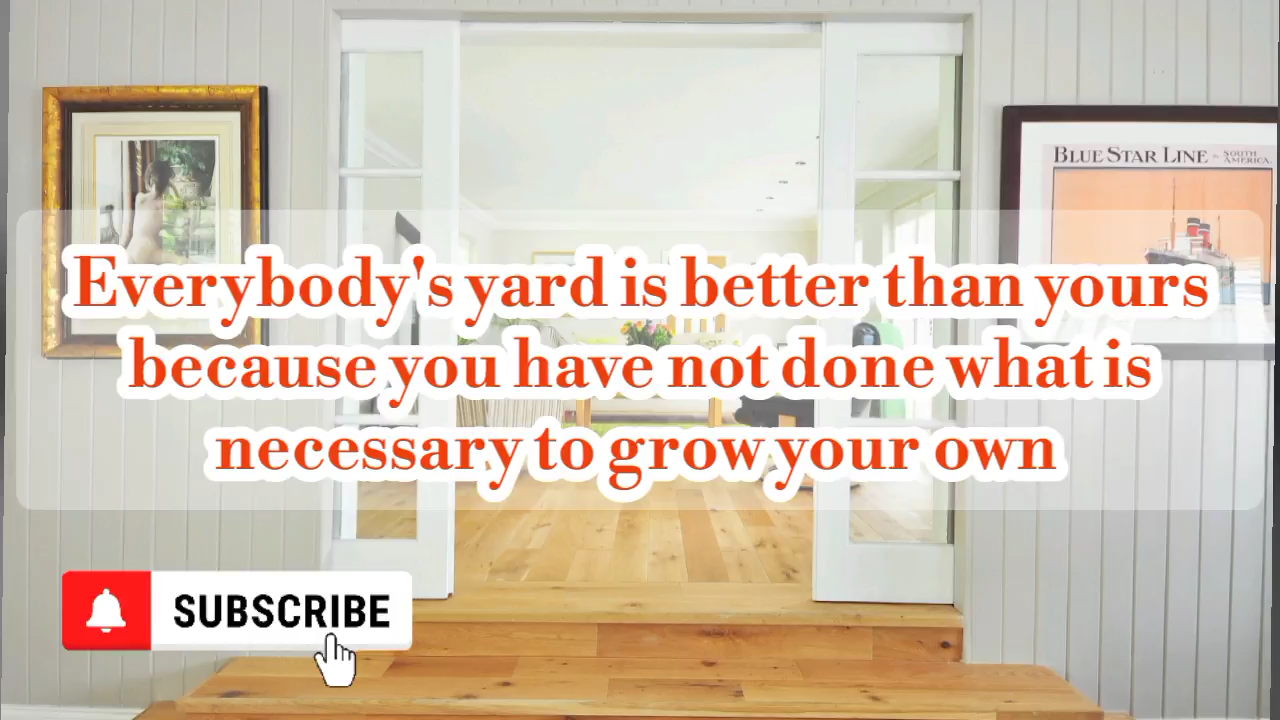 BLUE STAR LINE TO SOUTH AMERICA.
Everybody's yard is better than yours
because you have not done what is
necessary to grow your own
SUBSCRIBE